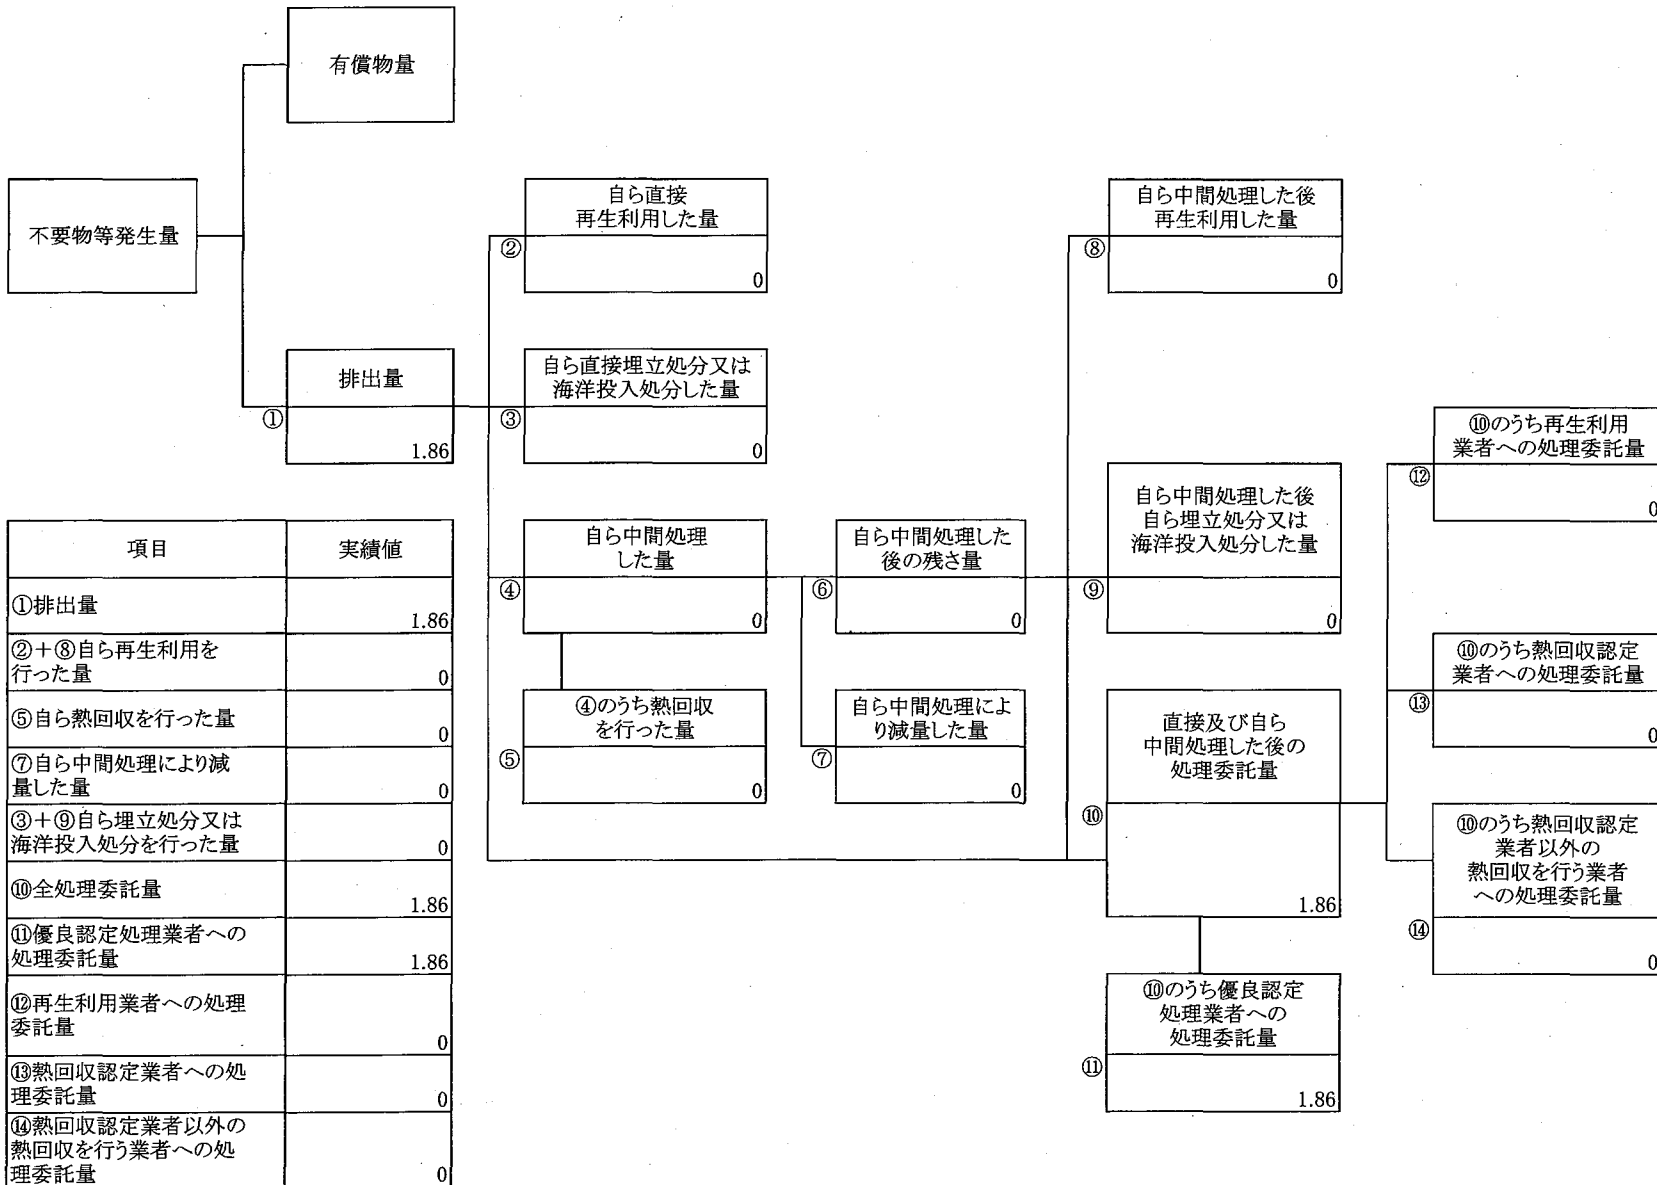 有償物量
不要物等発生量
自ら直接
再生利用した量
②
0
自ら中間処理した後
再生利用した量
⑧
0
排出量
①
1.86
自ら直接埋立処分又は
海洋投入処分した量
③
0
⑩のうち再生利用
業者への処理委託量
⑫
0
自ら中間処理
した量
④
0
自ら中間処理した
後の残さ量
⑥
0
自ら中間処理した後
自ら埋立処分又は
海洋投入処分した量
⑨
0
⑩のうち熱回収認定
業者への処理委託量
⑬
0
④のうち熱回収
を行った量
⑤
0
自ら中間処理によ
り減量した量
⑦
0
直接及び自ら
中間処理した後の
処理委託量
⑩
1.86
⑩のうち熱回収認定
業者以外の
熱回収を行う業者
への処理委託量
⑭
0
⑩のうち優良認定
処理業者への
処理委託量
⑪
1.86
項目 実績値
①排出量
1.86
②+⑧自ら再生利用を
行った量
0
⑤自ら熱回収を行った量
0
⑦自ら中間処理により減
量した量
0
③+⑨自ら埋立処分又は
海洋投入処分を行った量
0
⑩全処理委託量
1.86
⑪優良認定処理業者への
処理委託量
1.86
⑫再生利用業者への処理
委託量
0
⑬熱回収認定業者への処
理委託量
0
⑭熱回収認定業者以外の
熱回収を行う業者への処
理委託量
0